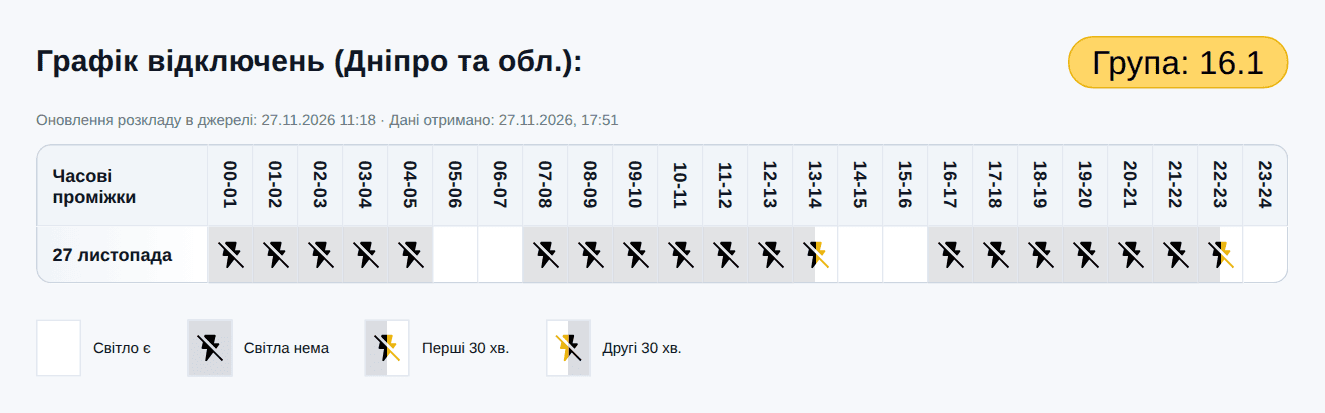 Графік відключень (Дніпро та обл.):
Група: 16.1
Оновлення розкладу в джерелі: 27.11.2026 11:18 · Дані отримано: 27.11.2026, 17:51
Часові
проміжки
00-01
01-02
02-03
03-04
04-05
05-06
06-07
07-08
08-09
09-10
10-11
11-12
12-13
13-14
14-15
15-16
16-17
17-18
18-19
19-20
20-21
21-22
22-23
23-24
27 листопада
Світло є
Світла нема
Перші 30 хв.
Другі 30 хв.